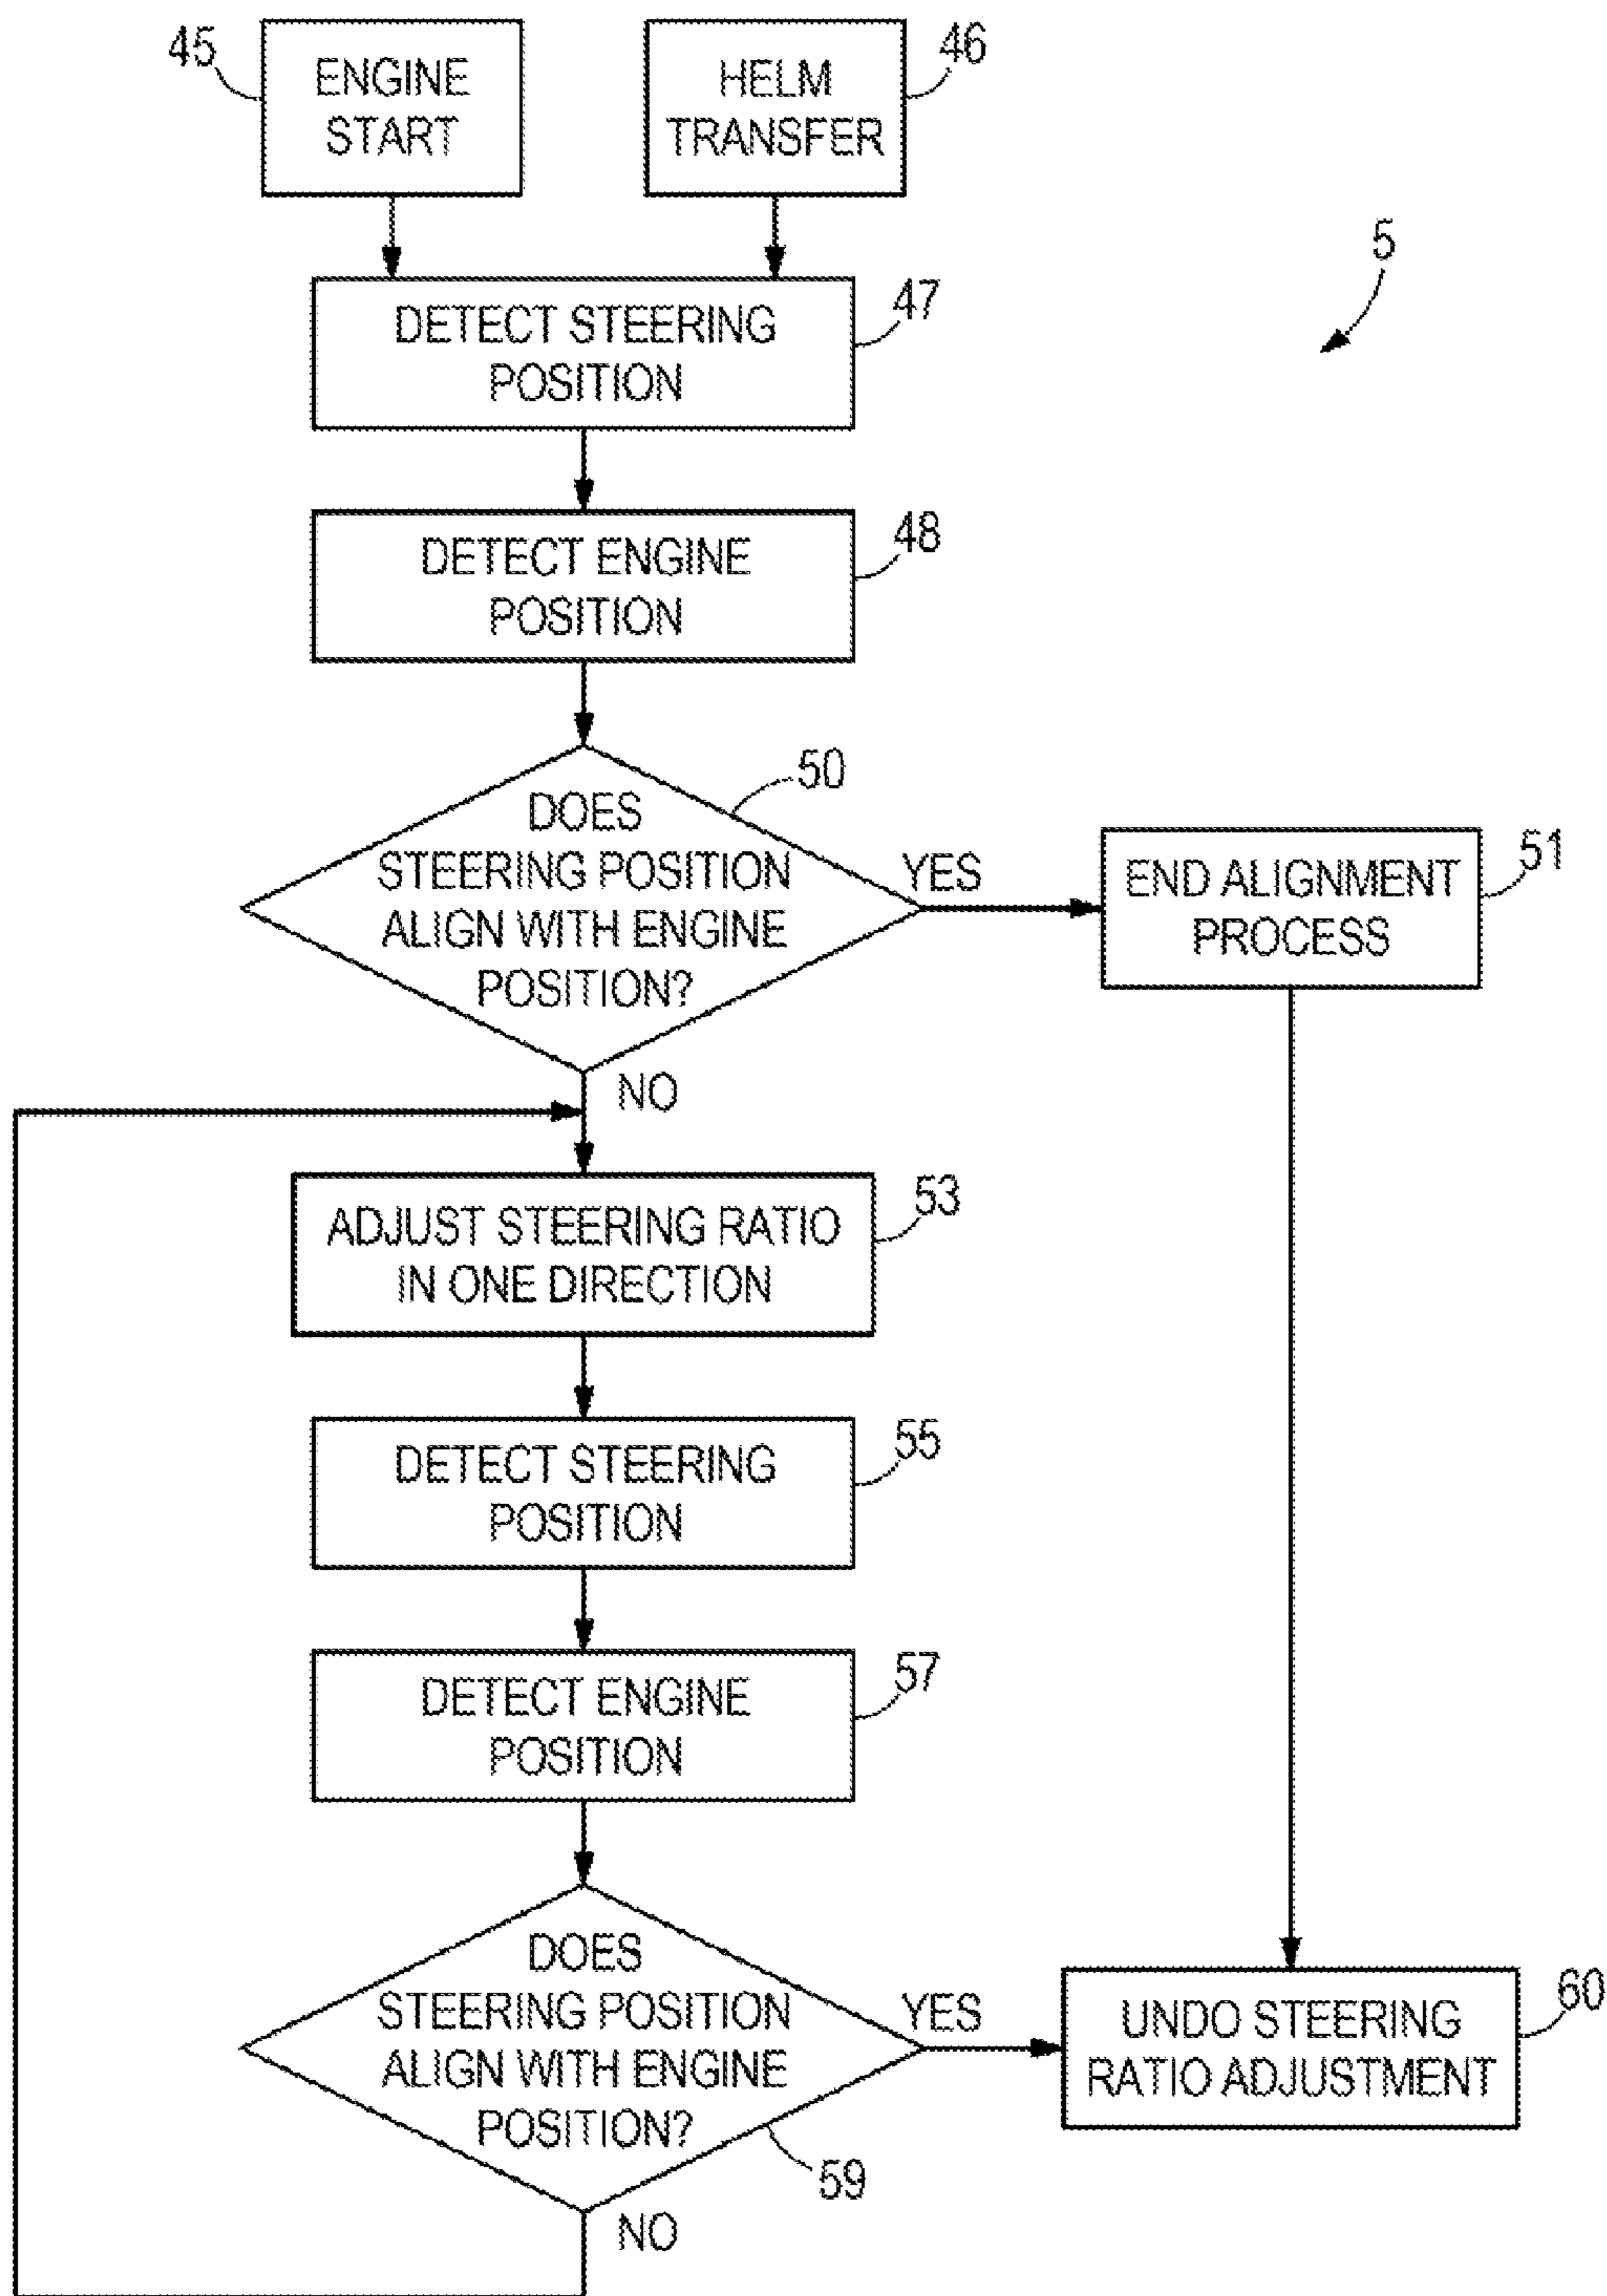 45
ENGINE
START
46
HELM
TRANSFER
5
47
DETECT STEERING
POSITION
48
DETECT ENGINE
POSITION
50
DOES
STEERING POSITION
ALIGN WITH ENGINE
POSITION?
YES
51
END ALIGNMENT
PROCESS
NO
53
ADJUST STEERING RATIO
IN ONE DIRECTION
55
DETECT STEERING
POSITION
57
DETECT ENGINE
POSITION
DOES
STEERING POSITION
ALIGN WITH ENGINE
POSITION?
59
YES
60
UNDO STEERING
RATIO ADJUSTMENT
NO